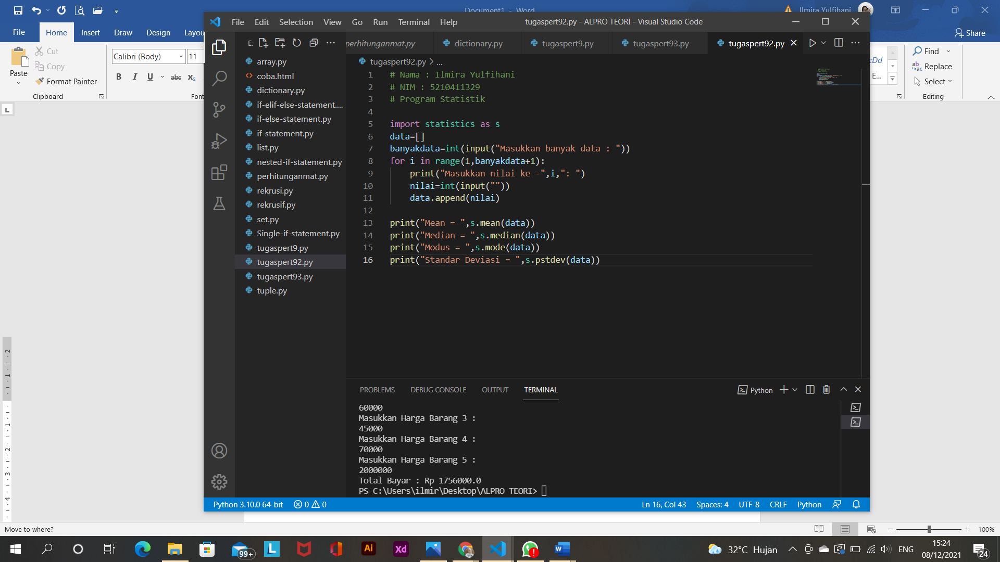 Document1 - Word
Ilmira Yulfihani
File
Home
Insert
Draw
Design
Layou
Share
Cut
Copy
Format Painter
Paste
Clipboard
Calibri (Body)
11
B I U abc x₂
Font
cDd
E...
Find
Replace
Select
Editing
File Edit Selection View Go Run Terminal Help
tugaspert92.py - ALPRO TEORI - Visual Studio Code
E.
perhitunganmat.py
dictionary.py
tugaspert9.py
tugaspert93.py
tugaspert92.py
array.py
coba.html
dictionary.py
if-elif-else-statement....
if-else-statement.py
if-statement.py
list.py
nested-if-statement.py
perhitunganmat.py
rekrusi.py
rekrusif.py
set.py
Single-if-statement.py
tugaspert9.py
tugaspert92.py
tugaspert93.py
tuple.py
tugaspert92.py > ...
1 # Nama : Ilmira Yulfihani
2 # NIM : 5210411329
3 # Program Statistik
4
5 import statistics as s
6 data=[]
7 banyakdata=int(input("Masukkan banyak data : "))
8 for i in range(1,banyakdata+1):
9 print("Masukkan nilai ke -",i,": ")
10 nilai=int(input(""))
11 data.append(nilai)
12
13 print("Mean = ",s.mean(data))
14 print("Median = ",s.median(data))
15 print("Modus = ",s.mode(data))
16 print("Standar Deviasi = ",s.pstdev(data))
PROBLEMS DEBUG CONSOLE OUTPUT TERMINAL
Python
60000
Masukkan Harga Barang 3 :
45000
Masukkan Harga Barang 4 :
70000
Masukkan Harga Barang 5 :
2000000
Total Bayar : Rp 1756000.0
PS C:\Users\ilmir\Desktop\ALPRO TEORI>
Python 3.10.0 64-bit 0 0
Ln 16, Col 43 Spaces: 4 UTF-8 CRLF Python
Move to where?
100%
99+
L
Ai
Xd
W
32°C Hujan
ENG
15:24
08/12/2021
24